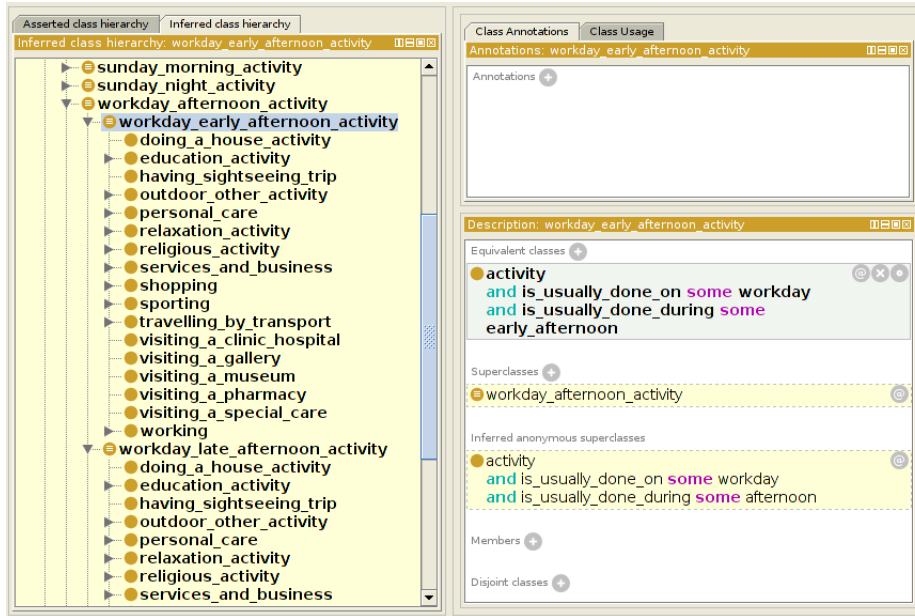 Asserted class hierarchy Inferred class hierarchy
Inferred class hierarchy: workday_early_afternoon_activity
sunday_morning_activity
sunday_night_activity
workday_afternoon_activity
workday_early_afternoon_activity
doing_a_house_activity
education_activity
having_sightseeing_trip
outdoor_other_activity
personal_care
relaxation_activity
religious_activity
services_and_business
shopping
sporting
travelling_by_transport
visiting_a_clinic_hospital
visiting_a_gallery
visiting_a_museum
visiting_a_pharmacy
visiting_a_special_care
working
workday_late_afternoon_activity
doing_a_house_activity
education_activity
having_sightseeing_trip
outdoor_other_activity
personal_care
relaxation_activity
religious_activity
services_and_business
Class Annotations Class Usage
Annotations: workday_early_afternoon_activity
Annotations
Description: workday_early_afternoon_activity
Equivalent classes
activity
and is_usually_done_on some workday
and is_usually_done_during some
early_afternoon
Superclasses
workday_afternoon_activity
Inferred anonymous superclasses
activity
and is_usually_done_on some workday
and is_usually_done_during some afternoon
Members
Disjoint classes